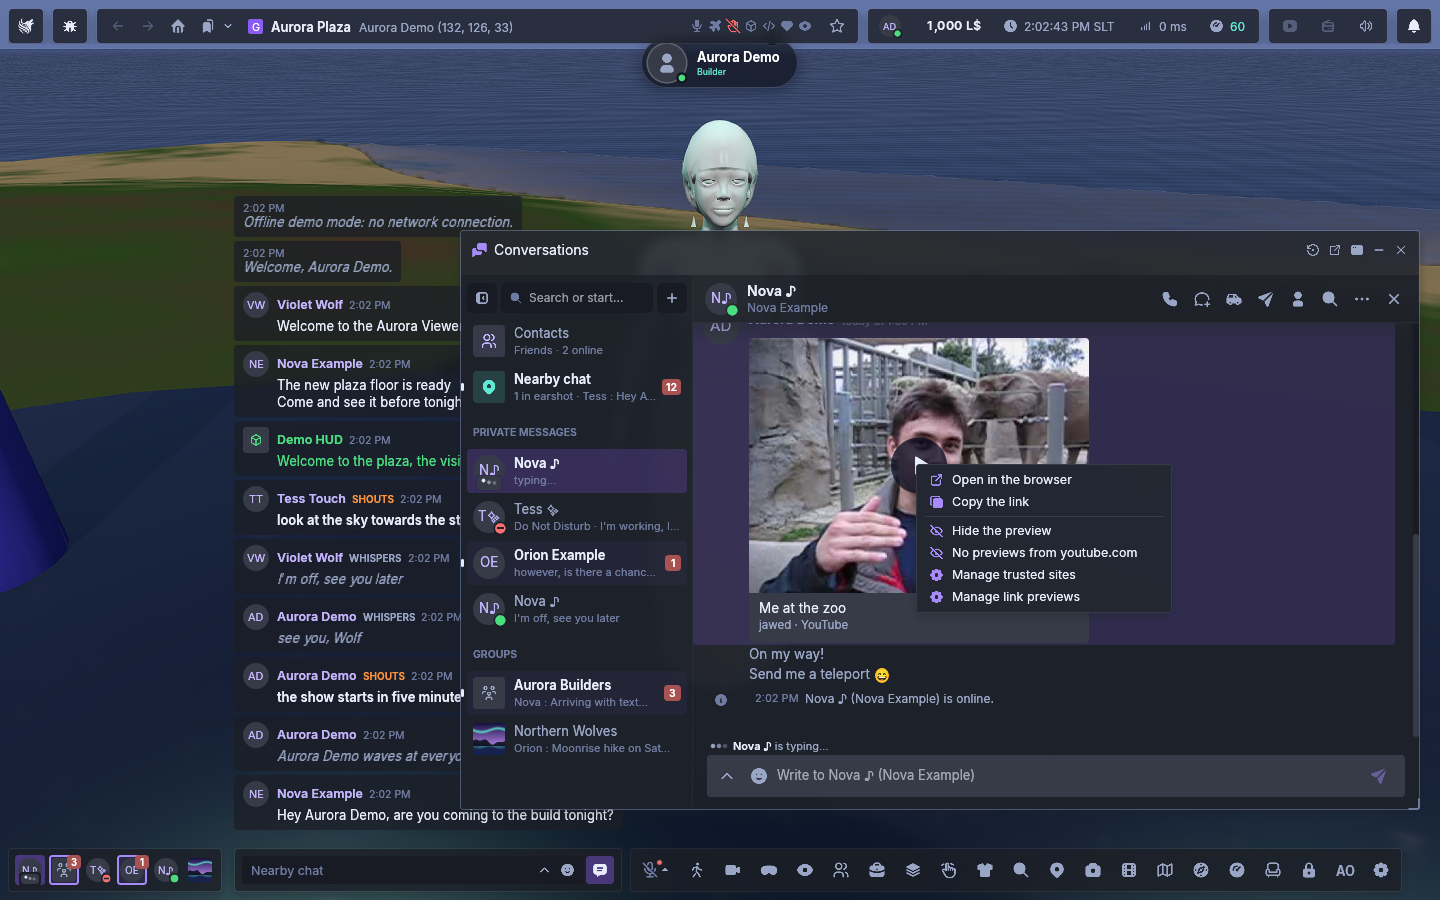 Aurora Plaza Aurora Demo (132, 126, 33)
AD 1,000 L$ 2:02:43 PM SLT 0 ms 60
Aurora Demo
Builder
2:02 PM
Offline demo mode: no network connection.
2:02 PM
Welcome, Aurora Demo.
VW Violet Wolf 2:02 PM
Welcome to the Aurora Viewe
NE Nova Example 2:02 PM
The new plaza floor is ready
Come and see it before tonigh
Demo HUD 2:02 PM
Welcome to the plaza, the visi
TT Tess Touch SHOUTS 2:02 PM
look at the sky towards the st
VW Violet Wolf WHISPERS 2:02 PM
I'm off, see you later
AD Aurora Demo WHISPERS 2:02 PM
see you, Wolf
AD Aurora Demo SHOUTS 2:02 PM
the show starts in five minute
AD Aurora Demo 2:02 PM
Aurora Demo waves at everyo
NE Nova Example 2:02 PM
Hey Aurora Demo, are you coming to the build tonight?
Conversations
Search or start...
Contacts
Friends · 2 online
Nearby chat
1 in earshot · Tess : Hey A... 12
PRIVATE MESSAGES
N♪ Nova ♪
typing...
T Tess
Do Not Disturb · I'm working, I...
OE Orion Example
however, is there a chanc... 1
N♪ Nova ♪
I'm off, see you later
GROUPS
Aurora Builders
Nova : Arriving with text... 3
Northern Wolves
Orion : Moonrise hike on Sat...
N♪ Nova ♪
Nova Example
AD
Me at the zoo
jawed · YouTube
Open in the browser
Copy the link
Hide the preview
No previews from youtube.com
Manage trusted sites
Manage link previews
On my way!
Send me a teleport 😄
2:02 PM Nova ♪ (Nova Example) is online.
Nova ♪ is typing...
Write to Nova ♪ (Nova Example)
N♪ 3 T OE 1 N♪
Nearby chat
AO